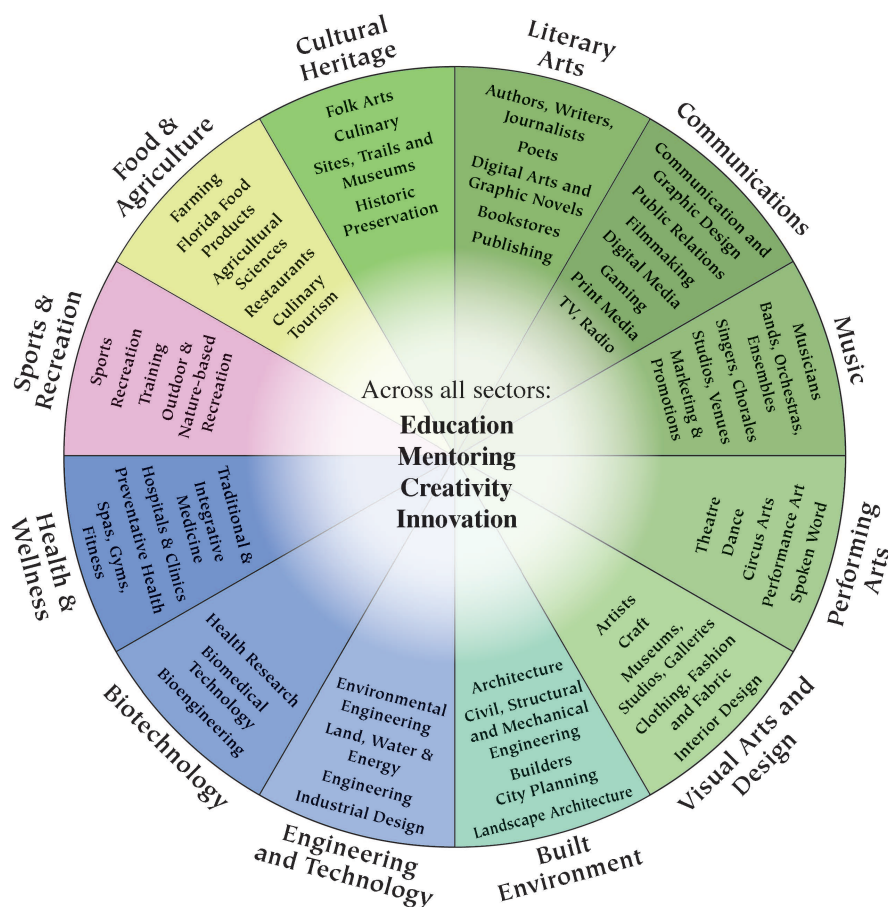 Cultural
Heritage
Folk Arts
Culinary
Sites, Trails and
Museums
Historic
Preservation
Literary
Arts
Authors, Writers,
Journalists
Poets
Digital Arts and
Graphic Novels
Bookstores
Publishing
Communications
Communication and
Graphic Design
Public Relations
Filmmaking
Digital Media
Gaming
Print Media
TV, Radio
Music
Musicians
Bands, Orchestras,
Ensembles
Singers, Chorales
Studios, Venues
Marketing &
Promotions
Performing
Arts
Theatre
Dance
Circus Arts
Performance Art
Spoken Word
Visual Arts and
Design
Artists
Craft
Museums,
Studios, Galleries
Clothing, Fashion
and Fabric
Interior Design
Built
Environment
Architecture
Civil, Structural
and Mechanical
Engineering
Builders
City Planning
Landscape Architecture
Engineering
and Technology
Environmental
Engineering
Land, Water &
Energy
Engineering
Industrial Design
Biotechnology
Health Research
Biomedical
Technology
Bioengineering
Health &
Wellness
Traditional &
Integrative
Medicine
Hospitals & Clinics
Preventative Health
Spas, Gyms,
Fitness
Sports &
Recreation
Sports
Recreation
Training
Outdoor &
Nature-based
Recreation
Food &
Agriculture
Farming
Florida Food
Products
Agricultural
Sciences
Restaurants
Culinary
Tourism
Across all sectors:
Education
Mentoring
Creativity
Innovation